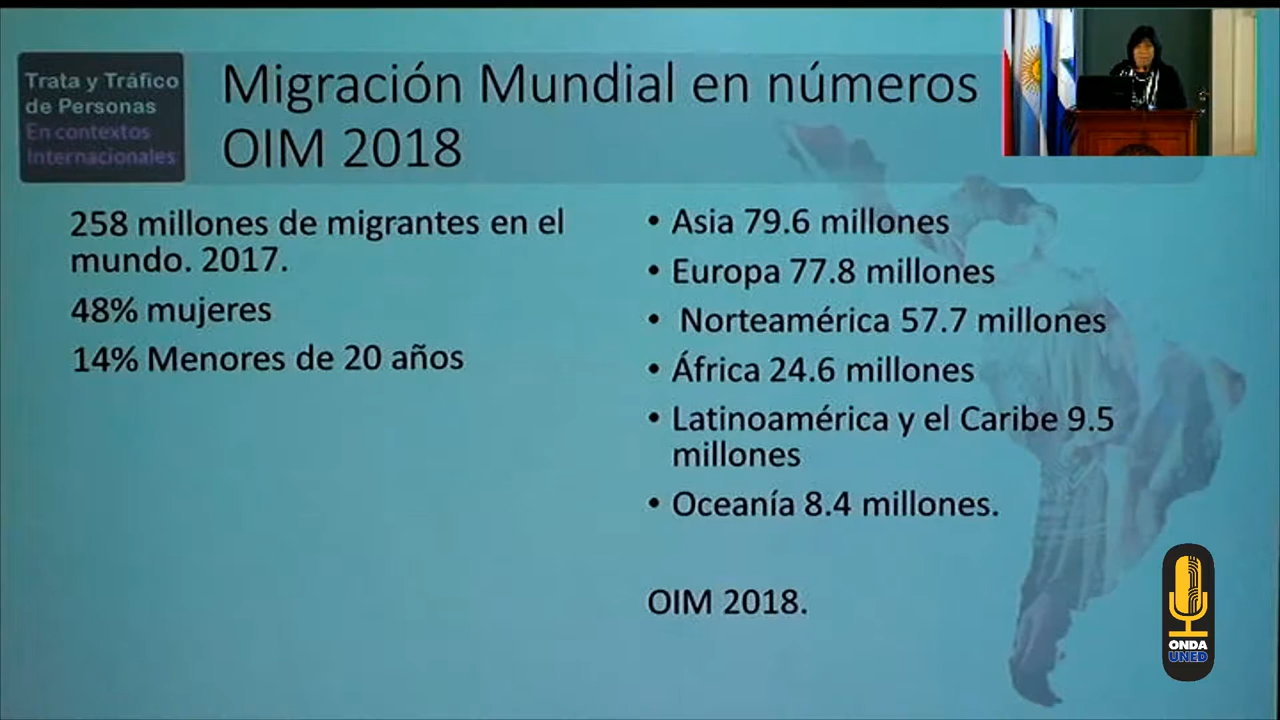 Trata y Tráfico
de Personas
En contextos
Internacionales
Migración Mundial en números
OIM 2018
258 millones de migrantes en el
mundo. 2017.
48% mujeres
14% Menores de 20 años
• Asia 79.6 millones
• Europa 77.8 millones
• Norteamérica 57.7 millones
• África 24.6 millones
• Latinoamérica y el Caribe 9.5
millones
• Oceanía 8.4 millones.
OIM 2018.
ONDA
UNED